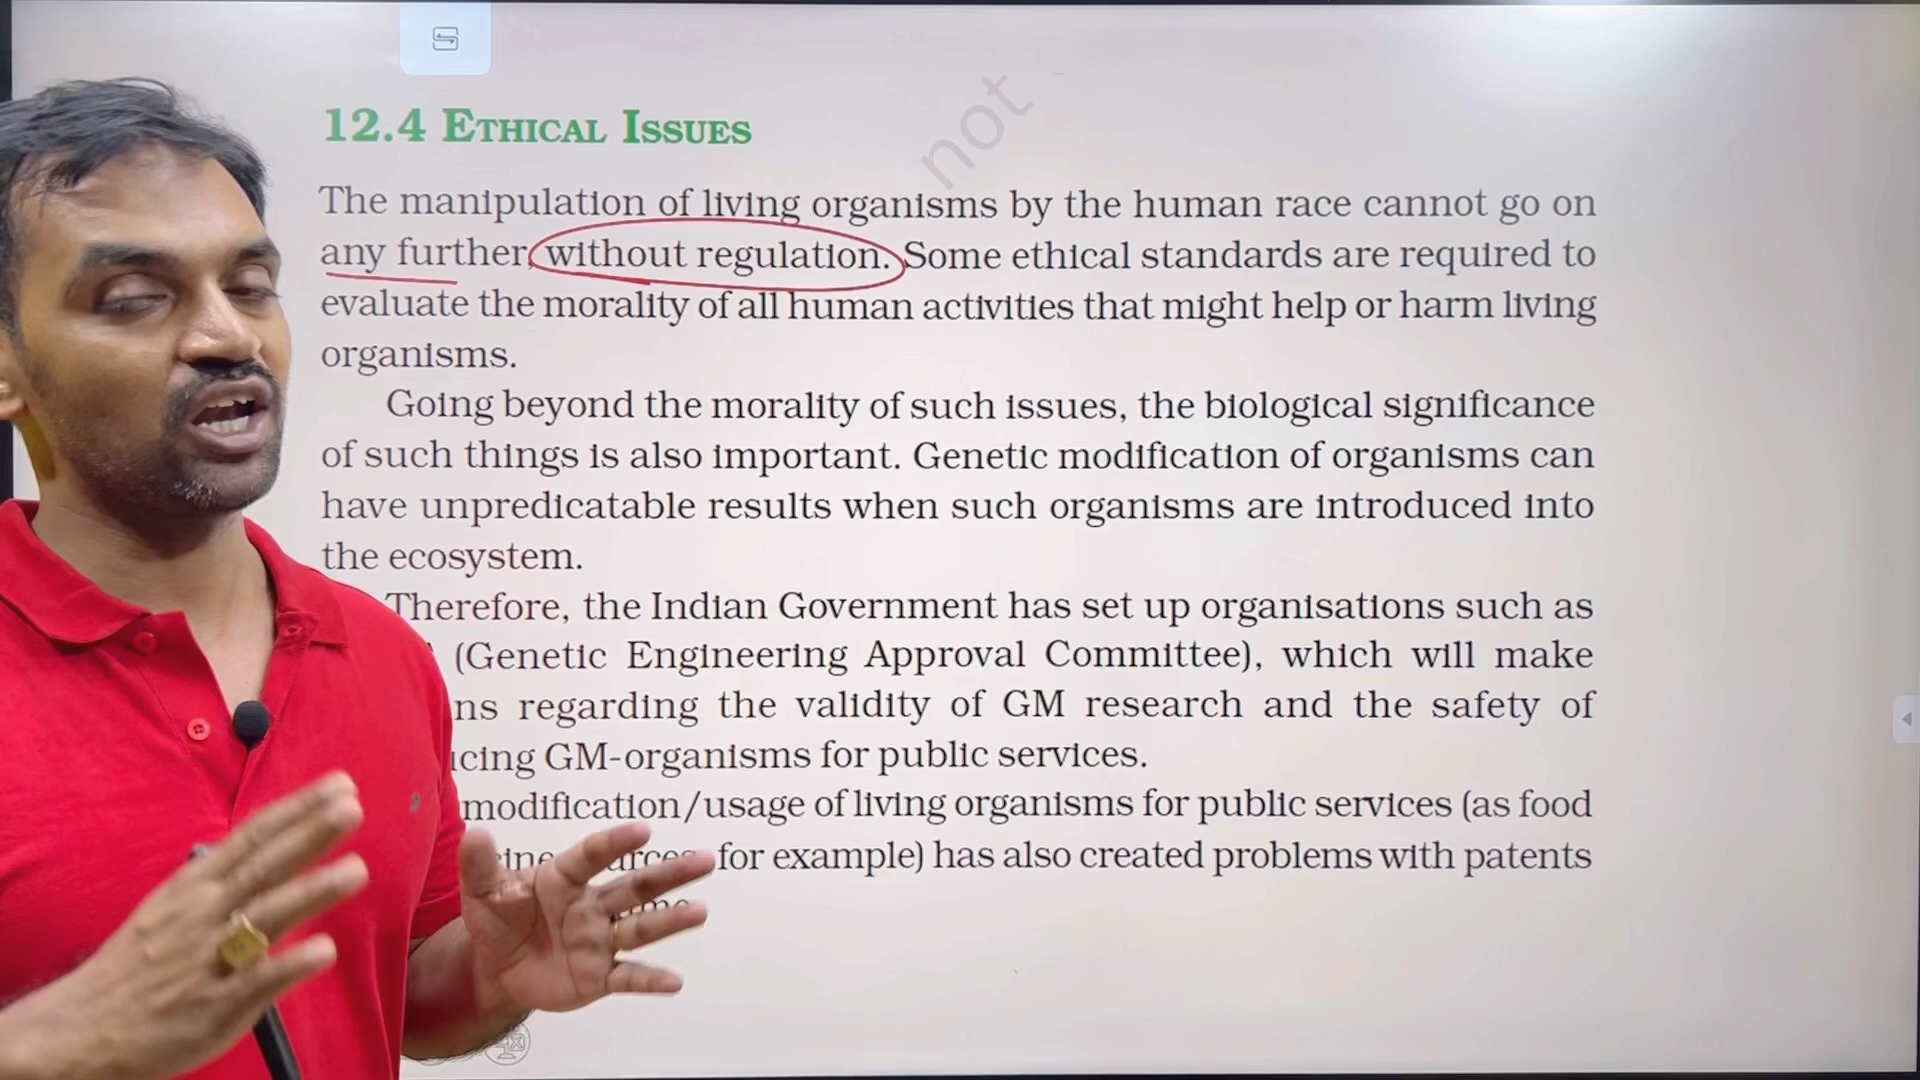 not
12.4 ETHICAL ISSUES
The manipulation of living organisms by the human race cannot go on
any further, without regulation. Some ethical standards are required to
evaluate the morality of all human activities that might help or harm living
organisms.
Going beyond the morality of such issues, the biological significance
of such things is also important. Genetic modification of organisms can
have unpredicatable results when such organisms are introduced into
the ecosystem.
Therefore, the Indian Government has set up organisations such as
(Genetic Engineering Approval Committee), which will make
regarding the validity of GM research and the safety of
GM-organisms for public services.
modification/usage of living organisms for public services (as food
for example) has also created problems with patents